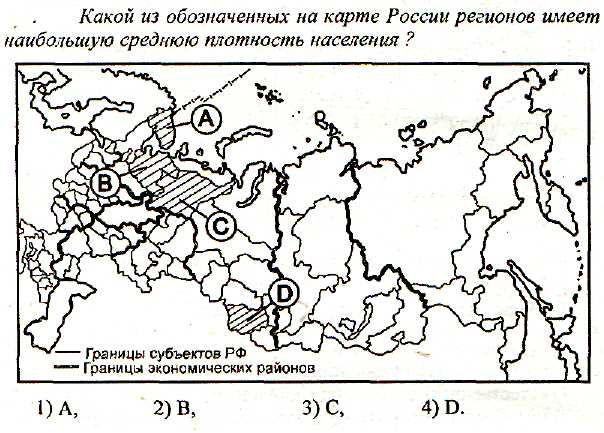 . Какой из обозначенных на карте России регионов имеет
наибольшую среднюю плотность населения ?
A
B
C
D
Границы субъектов РФ
Границы экономических районов
1) A, 2) B, 3) C, 4) D.